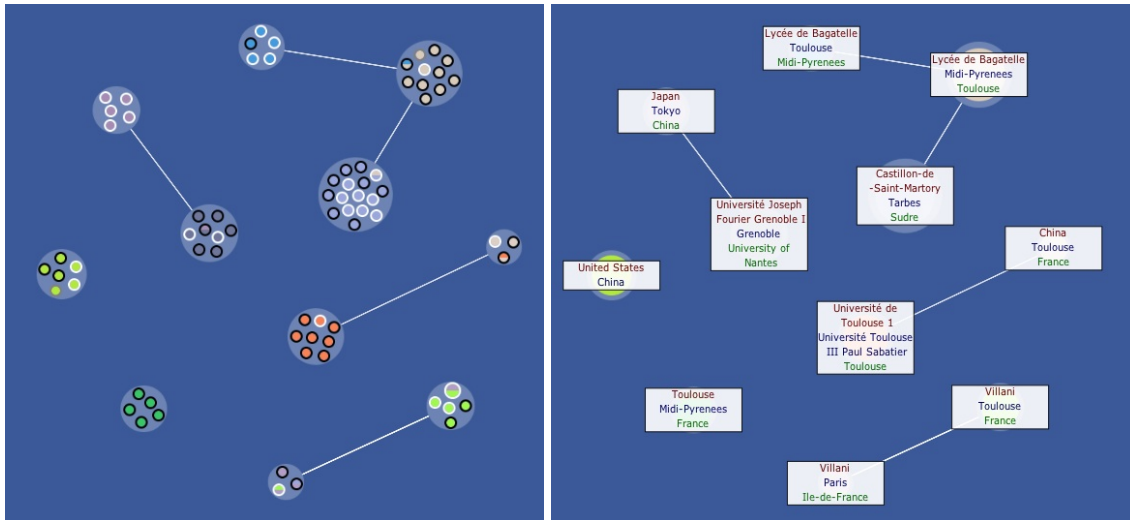 Lycée de Bagatelle
Toulouse
Midi-Pyrenees
Lycée de Bagatelle
Midi-Pyrenees
Toulouse
Japan
Tokyo
China
Castillon-de
-Saint-Martory
Tarbes
Sudre
Université Joseph
Fourier Grenoble I
Grenoble
University of
Nantes
China
Toulouse
France
United States
China
Université de
Toulouse 1
Université Toulouse
III Paul Sabatier
Toulouse
Toulouse
Midi-Pyrenees
France
Villani
Toulouse
France
Villani
Paris
Ile-de-France